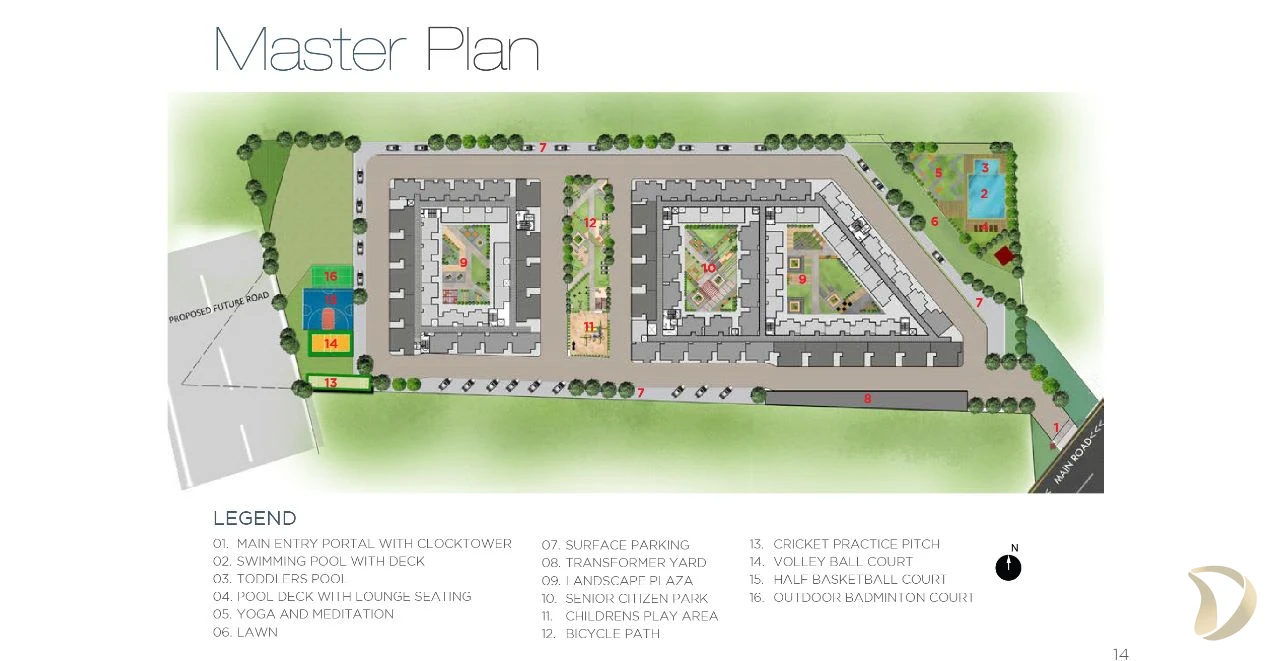 Master Plan
7
5
3
2
12
6
4
9
10
9
16
PROPOSED FUTURE ROAD
15
7
11
14
13
7
8
1
MAIN ROAD <<<
LEGEND
01. MAIN ENTRY PORTAL WITH CLOCKTOWER
02. SWIMMING POOL WITH DECK
03. TODDLERS POOL
04. POOL DECK WITH LOUNGE SEATING
05. YOGA AND MEDITATION
06. LAWN
07. SURFACE PARKING
08. TRANSFORMER YARD
09. LANDSCAPE PLAZA
10. SENIOR CITIZEN PARK
11. CHILDRENS PLAY AREA
12. BICYCLE PATH
13. CRICKET PRACTICE PITCH
14. VOLLEY BALL COURT
15. HALF BASKETBALL COURT
16. OUTDOOR BADMINTON COURT
N
14